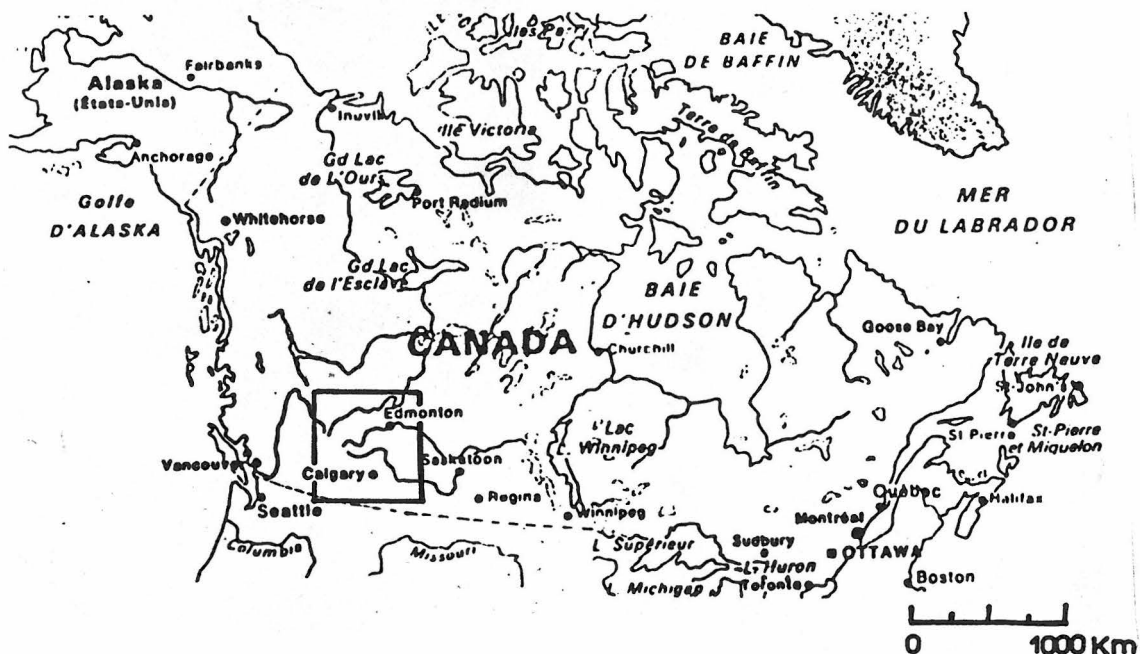 BAIE
DE BAFFIN
Fairbanks
Alaska
(États-Unis)
Inuvik
Ile Victoria
Terre de Baffin
Anchorage
Gd Lac
de L'Ours
Port Radium
Golfe
D'ALASKA
Whitehorse
MER
DU LABRADOR
Gd Lac
de l'Esclave
BAIE
D'HUDSON
CANADA
Churchill
Goose Bay
Ile de
Terre Neuve
St-John's
Edmonton
Lac
Winnipeg
St Pierre
St-Pierre
et Miquelon
Vancouver
Calgary
Saskatoon
Regina
Winnipeg
Québec
Halifax
Montréal
Seattle
Columbia
Missouri
L. Supérieur
Sudbury
OTTAWA
L. Huron
Michigan
Toronto
Boston
0 1000 Km